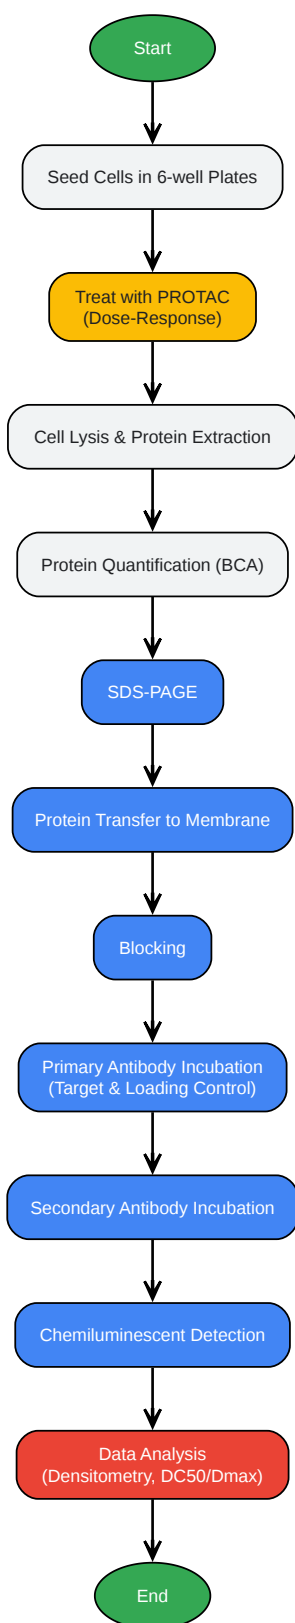 Start
Seed Cells in 6-well Plates
Treat with PROTAC
(Dose-Response)
Cell Lysis & Protein Extraction
Protein Quantification (BCA)
SDS-PAGE
Protein Transfer to Membrane
Blocking
Primary Antibody Incubation
(Target & Loading Control)
Secondary Antibody Incubation
Chemiluminescent Detection
Data Analysis
(Densitometry, DC50/Dmax)
End